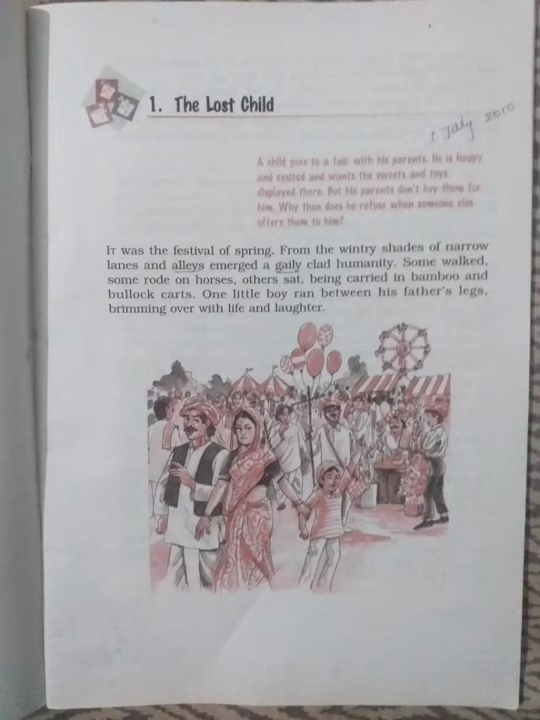 1. The Lost Child
1 July 2010
A child goes to a fair with his parents. He is happy
and excited and wants the sweets and toys
displayed there. But his parents don't buy them for
him. Why then does he refuse when someone else
offers them to him?
IT was the festival of spring. From the wintry shades of narrow
lanes and alleys emerged a gaily clad humanity. Some walked,
some rode on horses, others sat, being carried in bamboo and
bullock carts. One little boy ran between his father's legs,
brimming over with life and laughter.